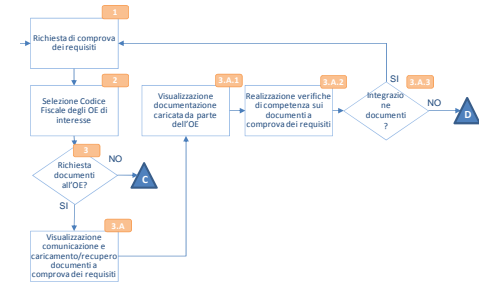 1
Richiesta di comprova
dei requisiti
2
Selezione Codice
Fiscale degli OE di
interesse
3
Richiesta
documenti
all'OE?
NO
C
SI
3.A
Visualizzazione
comunicazione e
caricamento/recupero
documenti a
comprova dei requisiti
3.A.1
Visualizzazione
documentazione
caricata da parte
dell'OE
3.A.2
Realizzazione verifiche
di competenza sui
documenti a
comprova dei requisiti
SI
3.A.3
Integrazio
ne
documenti
?
NO
D